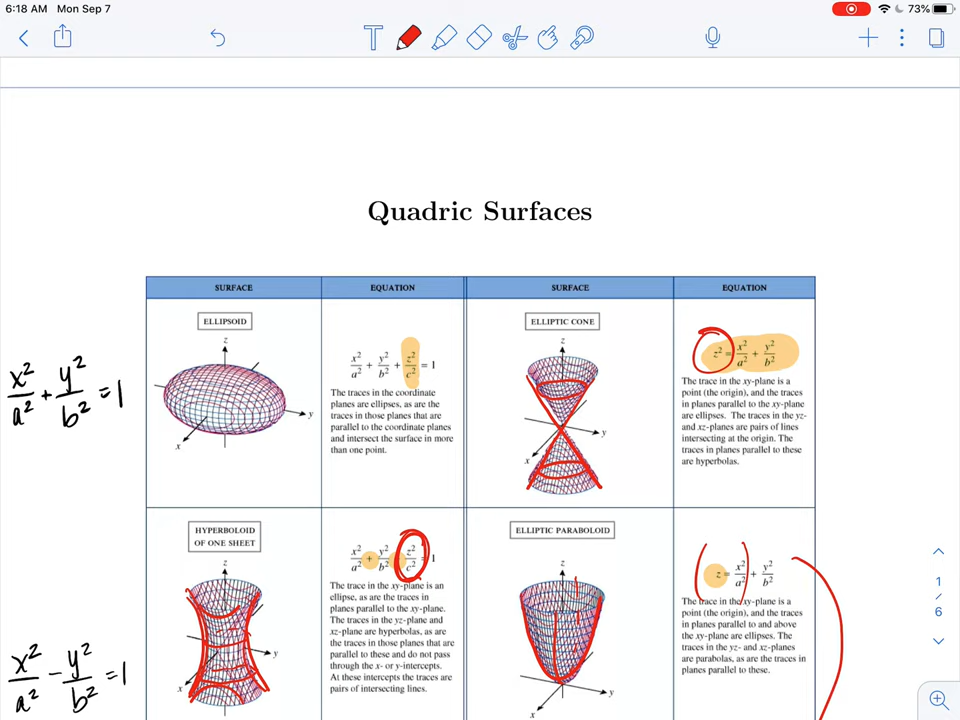 6:18 AM Mon Sep 7
73%
Quadric Surfaces
SURFACE
EQUATION
SURFACE
EQUATION
ELLIPSOID
z
y
x
x²/a² + y²/b² + z²/c² = 1
The traces in the coordinate
planes are ellipses, as are the
traces in those planes that are
parallel to the coordinate planes
and intersect the surface in more
than one point.
ELLIPTIC CONE
z
y
x
z² = x²/a² + y²/b²
The trace in the xy-plane is a
point (the origin), and the traces
in planes parallel to the xy-plane
are ellipses. The traces in the yz-
and xz-planes are pairs of lines
intersecting at the origin. The
traces in planes parallel to these
are hyperbolas.
x²/a² + y²/b² = 1
HYPERBOLOID
OF ONE SHEET
z
y
x
x²/a² + y²/b² - z²/c² = 1
The trace in the xy-plane is an
ellipse, as are the traces in
planes parallel to the xy-plane.
The traces in the yz-plane and
xz-plane are hyperbolas, as are
the traces in those planes that are
parallel to these and do not pass
through the x- or y-intercepts.
At these intercepts the traces are
pairs of intersecting lines.
ELLIPTIC PARABOLOID
z
y
x
z = x²/a² + y²/b²
The trace in the xy-plane is a
point (the origin), and the traces
in planes parallel to and above
the xy-plane are ellipses. The
traces in the yz- and xz-planes
are parabolas, as are the traces in
planes parallel to these.
x²/a² - y²/b² = 1
1
/
6